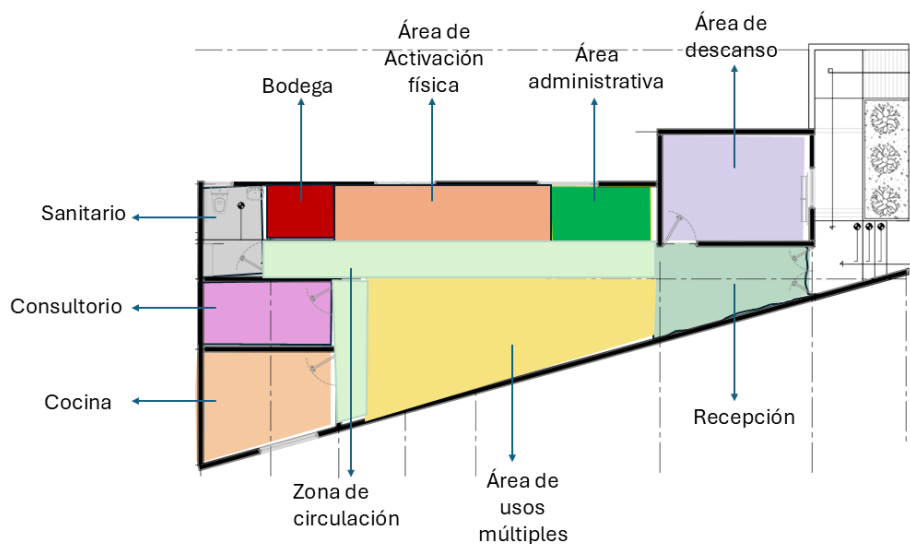 Área de
Activación
física
Área de
descanso
Área
administrativa
Bodega
Sanitario
Consultorio
Cocina
Recepción
Zona de
circulación
Área de
usos
múltiples